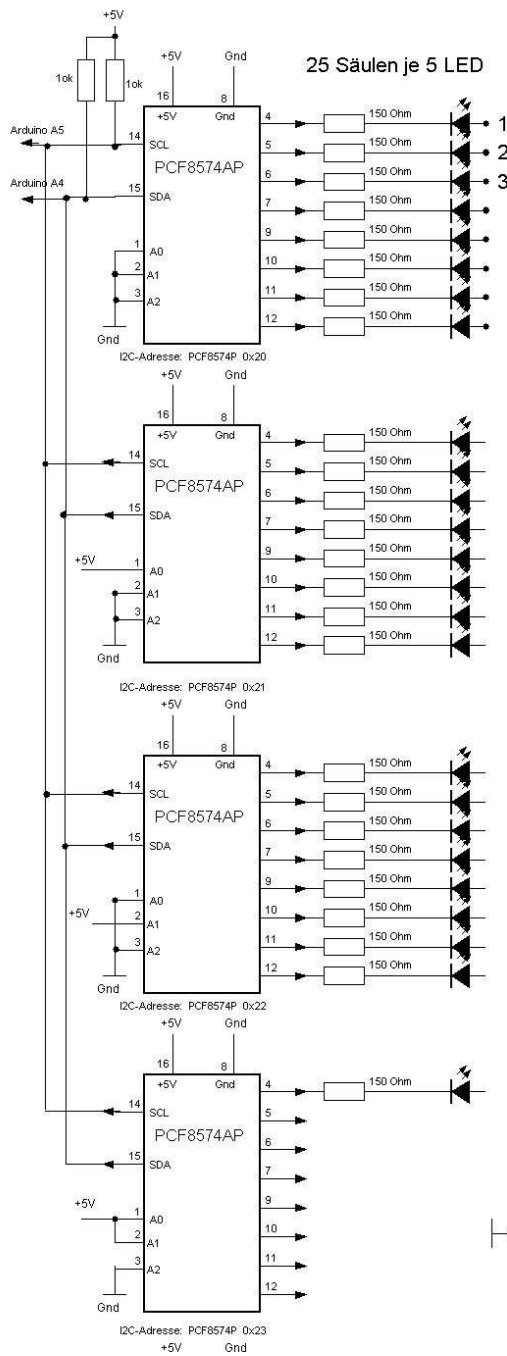 +5V
Gnd
25 Säulen je 5 LED
1ok
1ok
16
8
+5V
Gnd
4
150 Ohm
1
Arduino A5
14
SCL
5
150 Ohm
2
PCF8574AP
6
150 Ohm
3
Arduino A4
15
SDA
7
150 Ohm
9
150 Ohm
1
A0
10
150 Ohm
2
A1
11
150 Ohm
3
A2
12
150 Ohm
Gnd
I2C-Adresse: PCF8574P 0x20
+5V
Gnd
16
8
+5V
Gnd
4
150 Ohm
14
SCL
5
150 Ohm
PCF8574AP
6
150 Ohm
15
SDA
7
150 Ohm
9
150 Ohm
+5V
1
A0
10
150 Ohm
2
A1
11
150 Ohm
3
A2
12
150 Ohm
Gnd
I2C-Adresse: PCF8574P 0x21
+5V
Gnd
16
8
+5V
Gnd
4
150 Ohm
14
SCL
5
150 Ohm
PCF8574AP
6
150 Ohm
15
SDA
7
150 Ohm
9
150 Ohm
1
A0
10
150 Ohm
+5V
2
A1
11
150 Ohm
3
A2
12
150 Ohm
Gnd
I2C-Adresse: PCF8574P 0x22
+5V
Gnd
16
8
+5V
Gnd
4
150 Ohm
14
SCL
5
PCF8574AP
6
15
SDA
7
+5V
9
1
A0
10
2
A1
11
3
A2
12
Gnd
I2C-Adresse: PCF8574P 0x23
+5V
Gnd